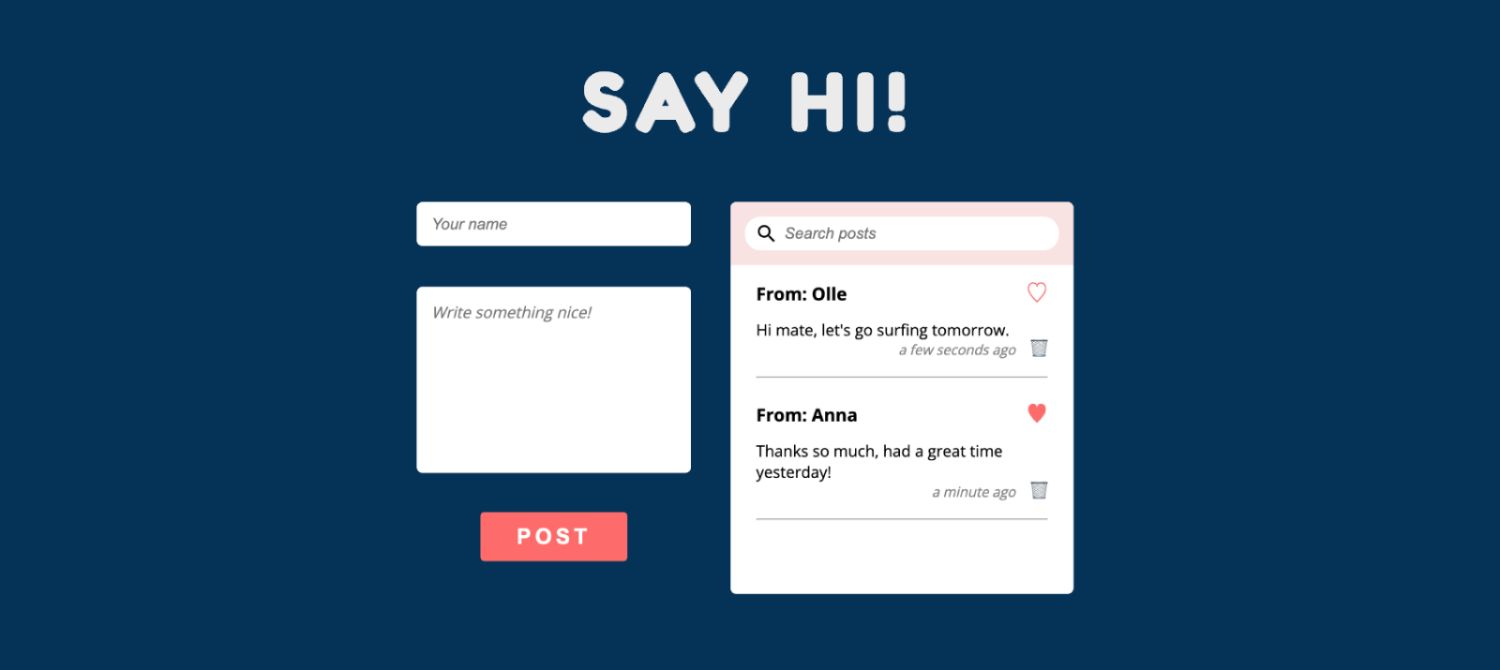 SAY HI!
Your name
Write something nice!
POST
Search posts
From: Olle
Hi mate, let's go surfing tomorrow.
a few seconds ago
From: Anna
Thanks so much, had a great time
yesterday!
a minute ago